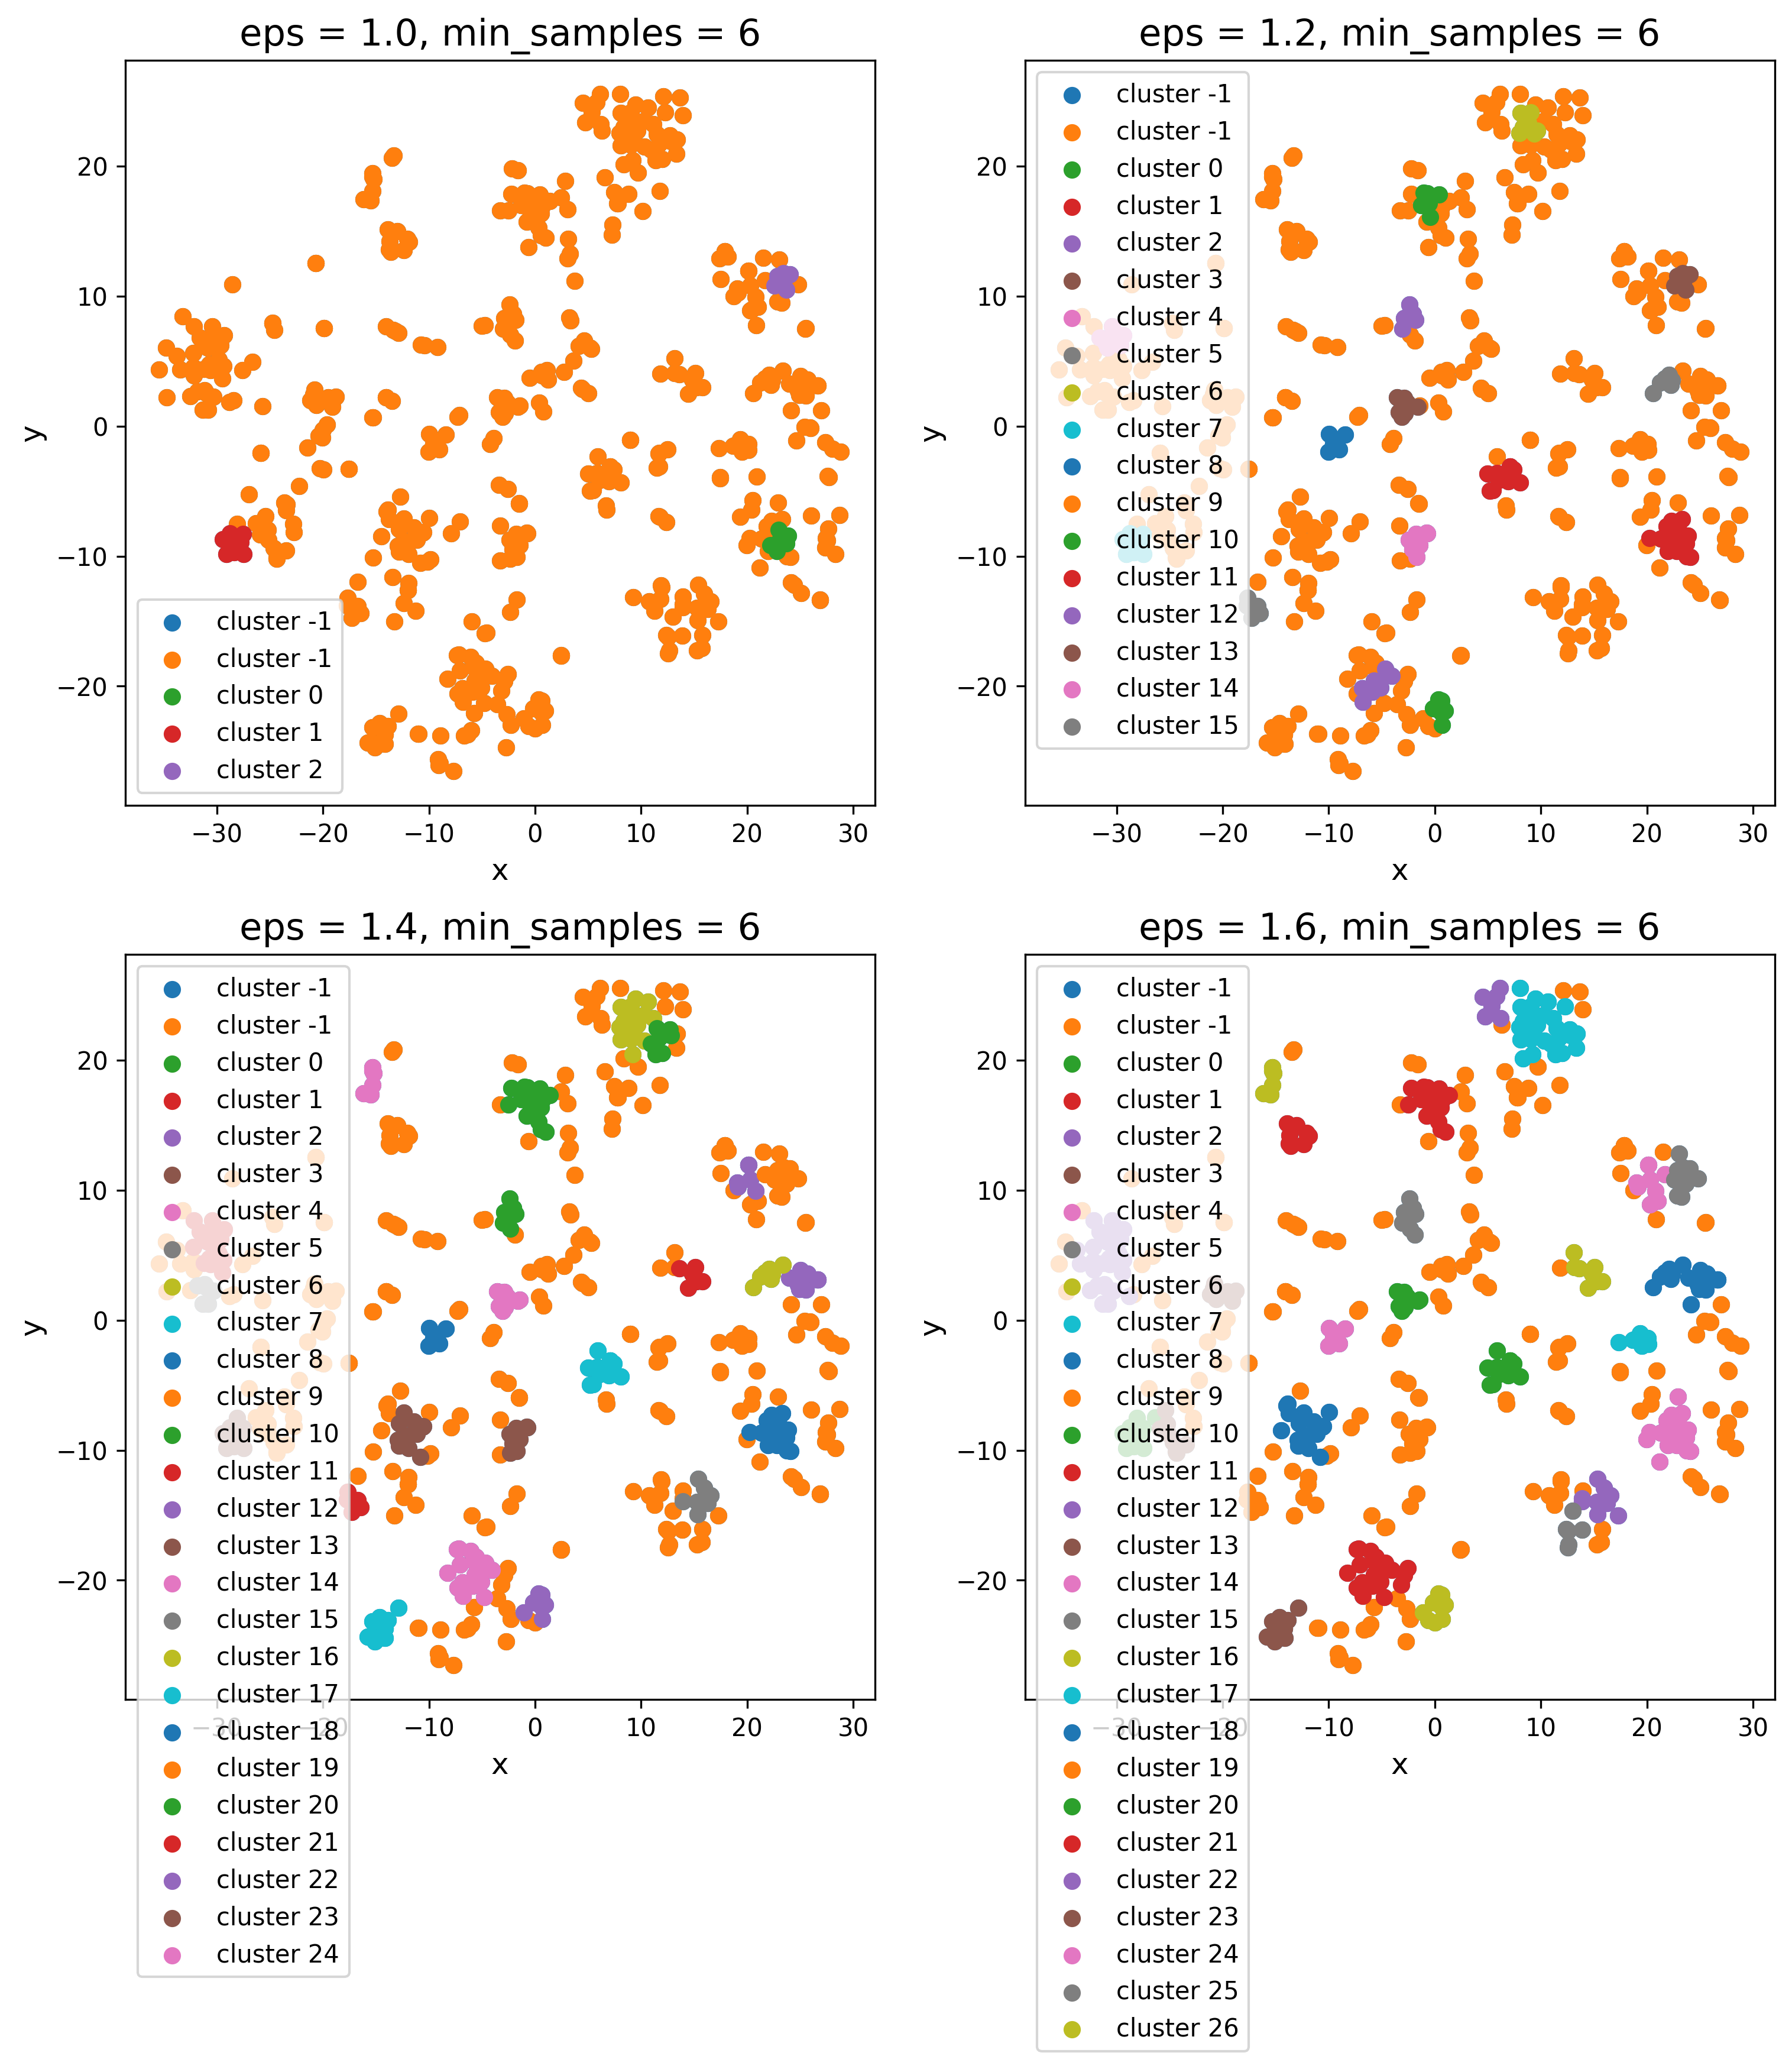 eps = 1.0, min_samples = 6
y
20
10
0
−10
−20
cluster -1
cluster -1
cluster 0
cluster 1
cluster 2
−30
−20
−10
0
10
20
30
x
eps = 1.2, min_samples = 6
y
20
10
0
−10
−20
cluster -1
cluster -1
cluster 0
cluster 1
cluster 2
cluster 3
cluster 4
cluster 5
cluster 6
cluster 7
cluster 8
cluster 9
cluster 10
cluster 11
cluster 12
cluster 13
cluster 14
cluster 15
−30
−20
−10
0
10
20
30
x
eps = 1.4, min_samples = 6
y
20
10
0
−10
−20
cluster -1
cluster -1
cluster 0
cluster 1
cluster 2
cluster 3
cluster 4
cluster 5
cluster 6
cluster 7
cluster 8
cluster 9
cluster 10
cluster 11
cluster 12
cluster 13
cluster 14
cluster 15
cluster 16
cluster 17
cluster 18
cluster 19
cluster 20
cluster 21
cluster 22
cluster 23
cluster 24
−30
−20
−10
0
10
20
30
x
eps = 1.6, min_samples = 6
y
20
10
0
−10
−20
cluster -1
cluster -1
cluster 0
cluster 1
cluster 2
cluster 3
cluster 4
cluster 5
cluster 6
cluster 7
cluster 8
cluster 9
cluster 10
cluster 11
cluster 12
cluster 13
cluster 14
cluster 15
cluster 16
cluster 17
cluster 18
cluster 19
cluster 20
cluster 21
cluster 22
cluster 23
cluster 24
cluster 25
cluster 26
−30
−20
−10
0
10
20
30
x